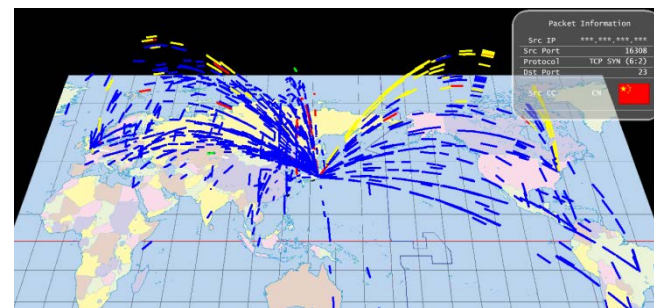 Packet Information
Src IP ***.***.***.***
Src Port 16308
Protocol TCP SYN (6:2)
Dst Port 23
Src CC CN